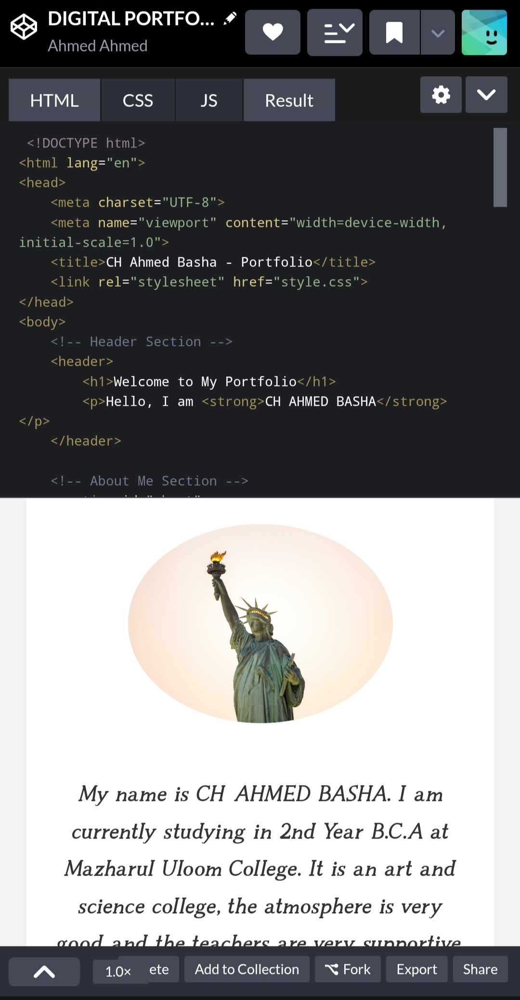 DIGITAL PORTFO...
Ahmed Ahmed
HTML CSS JS Result
<!DOCTYPE html>
<html lang="en">
<head>
<meta charset="UTF-8">
<meta name="viewport" content="width=device-width,
initial-scale=1.0">
<title>CH Ahmed Basha - Portfolio</title>
<link rel="stylesheet" href="style.css">
</head>
<body>
<!-- Header Section -->
<header>
<h1>Welcome to My Portfolio</h1>
<p>Hello, I am <strong>CH AHMED BASHA</strong>
</p>
</header>
<!-- About Me Section -->
My name is CH AHMED BASHA. I am
currently studying in 2nd Year B.C.A at
Mazharul Uloom College. It is an art and
science college, the atmosphere is very
good and the teachers are very supportive
1.0× ete Add to Collection Fork Export Share